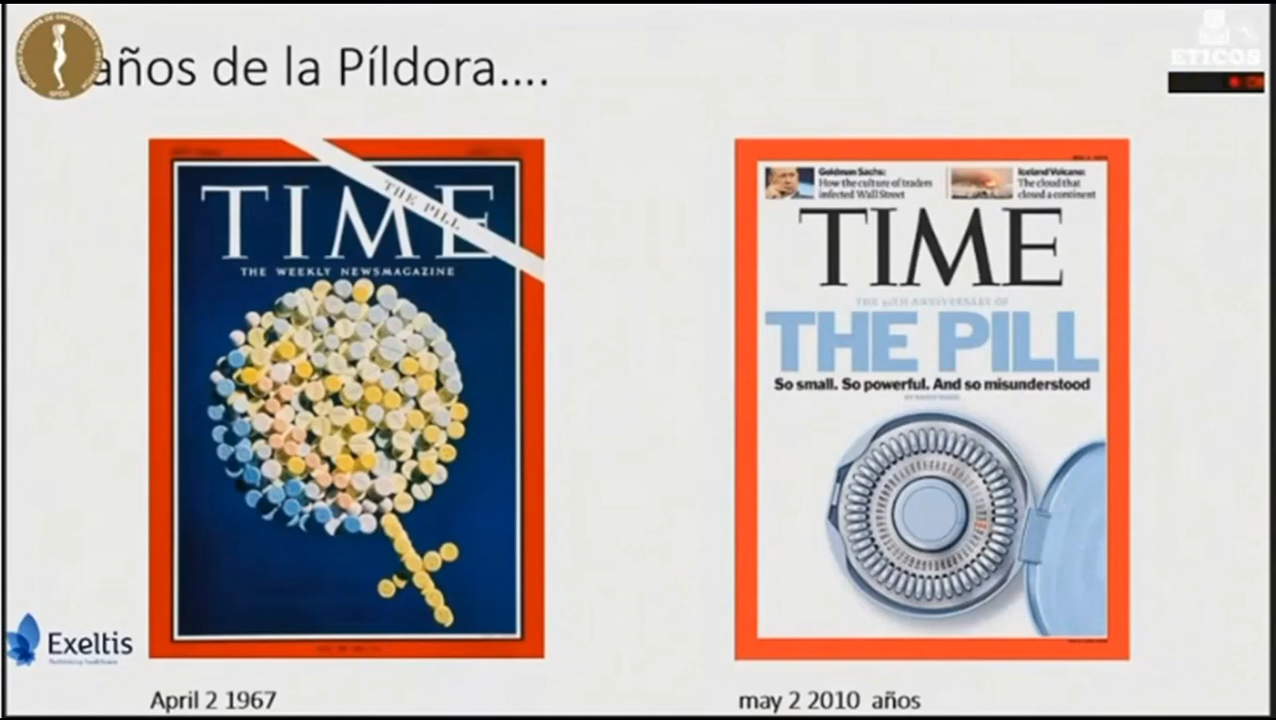 años de la Píldora....
ETICOS
THE PILL
TIME
THE WEEKLY NEWSMAGAZINE
Goldman Sachs:
How the culture of traders
infected Wall Street
Iceland Volcano:
The cloud that
closed a continent
TIME
THE 50TH ANNIVERSARY OF
THE PILL
So small. So powerful. And so misunderstood
Exeltis
Rethinking healthcare
April 2 1967
may 2 2010 años